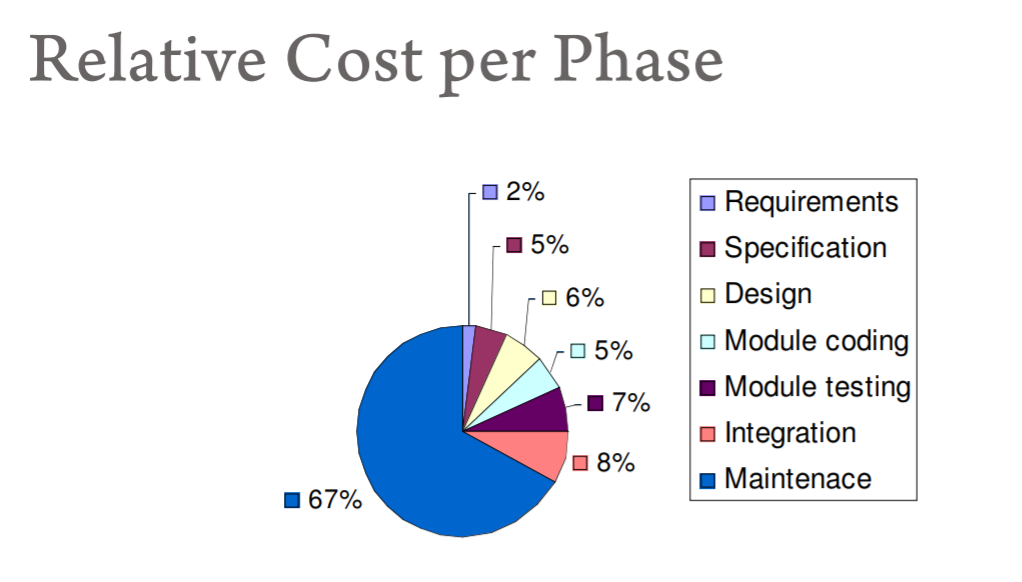 Relative Cost per Phase
2%
5%
6%
5%
7%
8%
67%
Requirements
Specification
Design
Module coding
Module testing
Integration
Maintenace